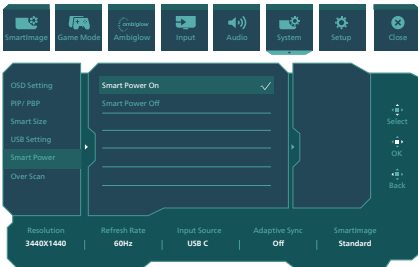 SmartImage
Game Mode
ambiglow
Ambiglow
Input
Audio
System
Setup
Close
OSD Setting
PIP/ PBP
Smart Size
USB Setting
Smart Power
Over Scan
Smart Power On
Smart Power Off
Select
OK
Back
Resolution
3440X1440
Refresh Rate
60Hz
Input Source
USB C
Adaptive Sync
Off
SmartImage
Standard